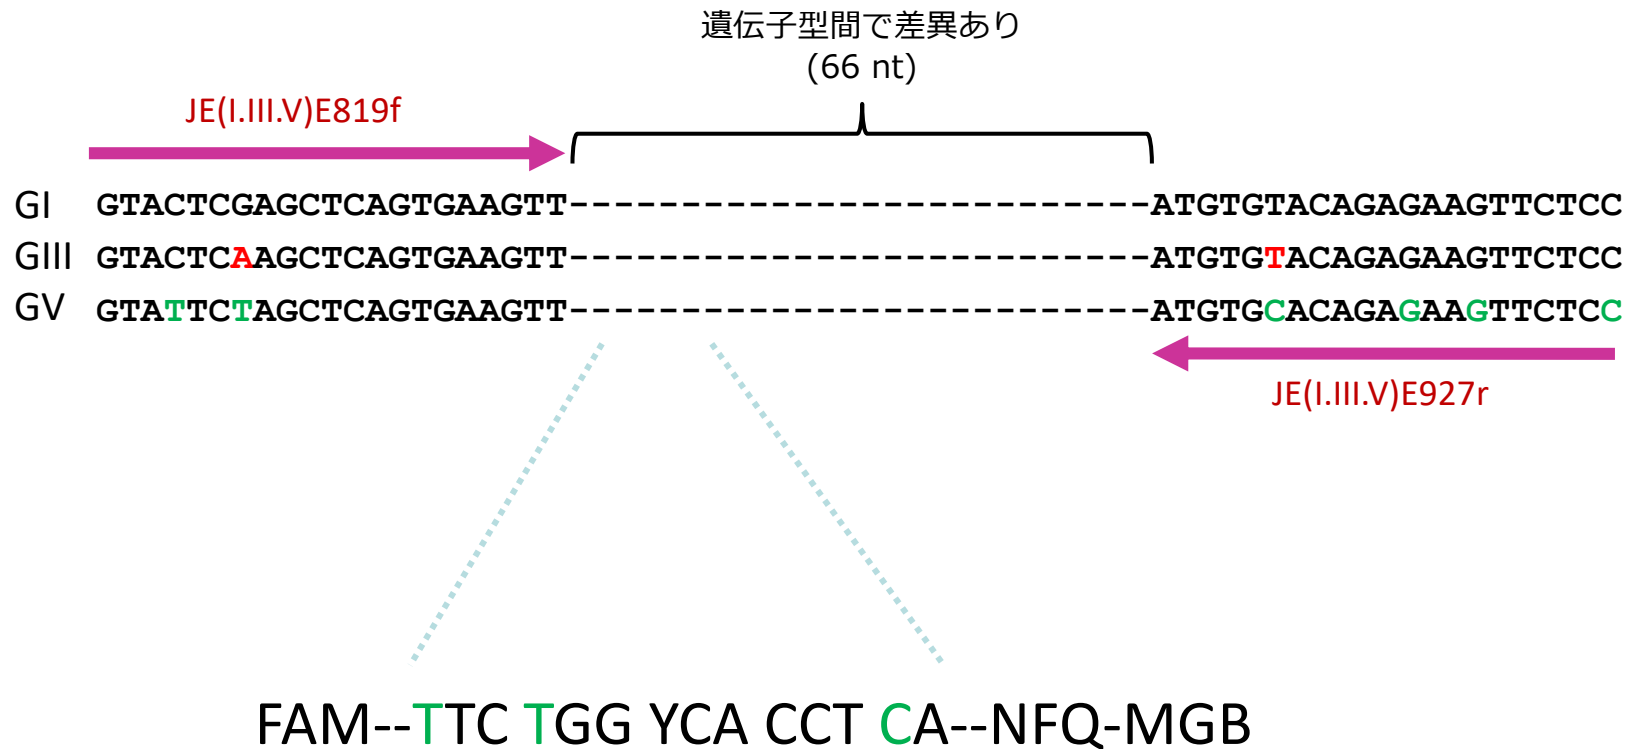 遺伝子型間で差異あり
(66 nt)
JE(I.III.V)E819f
GI GTACTCGAGCTCAGTGAAGTT--------------------------ATGTGTACAGAGAAGTTCTCC
GIII GTACTCAAGCTCAGTGAAGTT--------------------------ATGTGTACAGAGAAGTTCTCC
GV GTATTCTAGCTCAGTGAAGTT--------------------------ATGTGCACAGAGAAGTTCTCC
JE(I.III.V)E927r
FAM--TTC TGG YCA CCT CA--NFQ-MGB